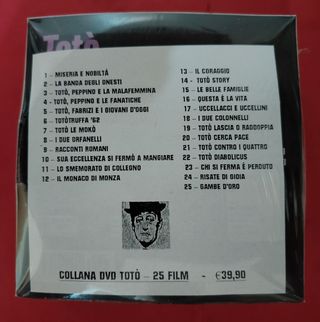 Totò
1 – MISERIA E NOBILTÀ
2 – LA BANDA DEGLI ONESTI
3 – TOTÒ, PEPPINO E LA MALAFEMMINA
4 – TOTÒ, PEPPINO E LE FANATICHE
5 – TOTÒ, FABRIZI E I GIOVANI D'OGGI
6 – TOTÒTRUFFA '62
7 – TOTÒ LE MOKÒ
8 – I DUE ORFANELLI
9 – RACCONTI ROMANI
10 – SUA ECCELLENZA SI FERMÒ A MANGIARE
11 – LO SMEMORATO DI COLLEGNO
12 – IL MONACO DI MONZA
13 – IL CORAGGIO
14 – TOTÒ STORY
15 – LE BELLE FAMIGLIE
16 – QUESTA È LA VITA
17 – UCCELLACCI E UCCELLINI
18 – I DUE COLONNELLI
19 – TOTÒ LASCIA O RADDOPPIA
20 – TOTÒ CERCA PACE
21 – TOTÒ CONTRO I QUATTRO
22 – TOTÒ DIABOLICUS
23 – CHI SI FERMA È PERDUTO
24 – RISATE DI GIOIA
25 – GAMBE D'ORO
COLLANA DVD TOTÒ – 25 FILM - €39,90